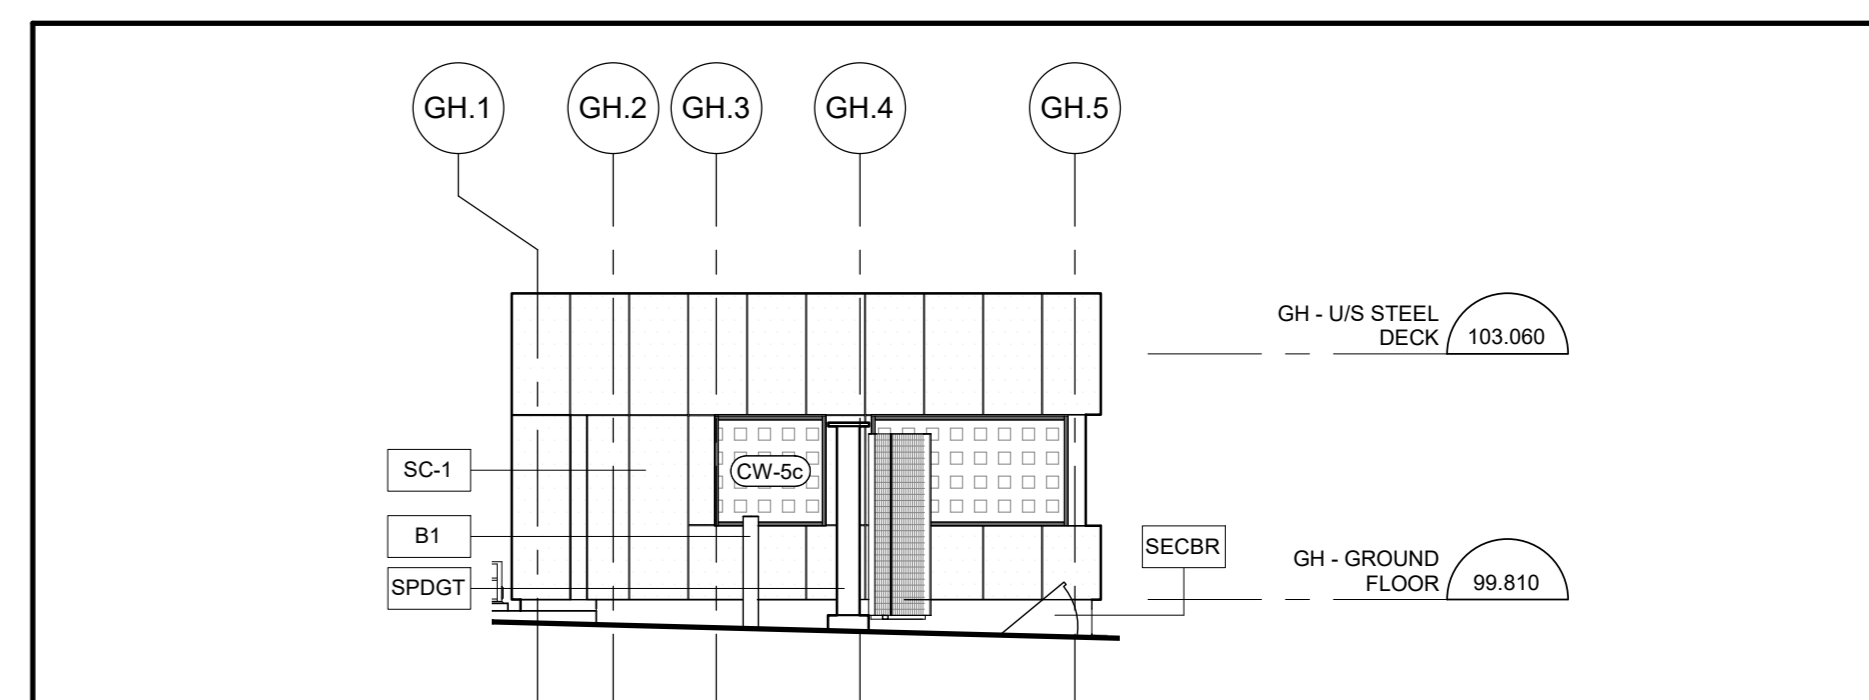 GH.1
GH.2
GH.3
GH.4
GH.5
GH - U/S STEEL
DECK
103.060
SC-1
CW-5c
B1
SECBR
SPDGT
GH - GROUND
FLOOR
99.810